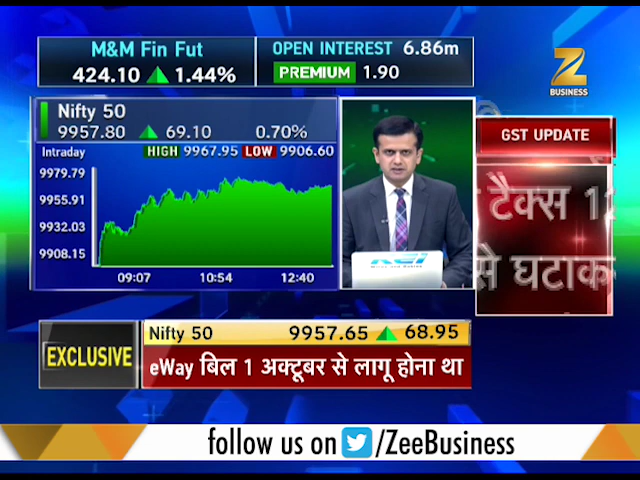 M&M Fin Fut
424.10 ▲ 1.44%
OPEN INTEREST 6.86m
PREMIUM 1.90
Z
BUSINESS
Nifty 50
9957.80 ▲ 69.10 0.70%
Intraday HIGH 9967.95 LOW 9906.60
9979.79
9955.91
9932.03
9908.15
09:07 10:54 12:40
GST UPDATE
टैक्स
से घटाक
EXCLUSIVE
Nifty 50 9957.65 ▲ 68.95
eWay बिल 1 अक्टूबर से लागू होना था
follow us on /ZeeBusiness